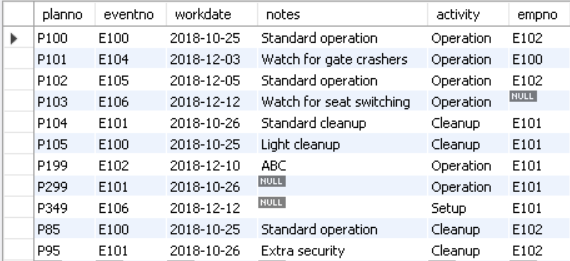 planno eventno workdate notes activity empno
P100 E100 2018-10-25 Standard operation Operation E102
P101 E104 2018-12-03 Watch for gate crashers Operation E100
P102 E105 2018-12-05 Standard operation Operation E102
P103 E106 2018-12-12 Watch for seat switching Operation NULL
P104 E101 2018-10-26 Standard cleanup Cleanup E101
P105 E100 2018-10-25 Light cleanup Cleanup E101
P199 E102 2018-12-10 ABC Operation E101
P299 E101 2018-10-26 NULL Operation E101
P349 E106 2018-12-12 NULL Setup E101
P85 E100 2018-10-25 Standard operation Cleanup E102
P95 E101 2018-10-26 Extra security Cleanup E102